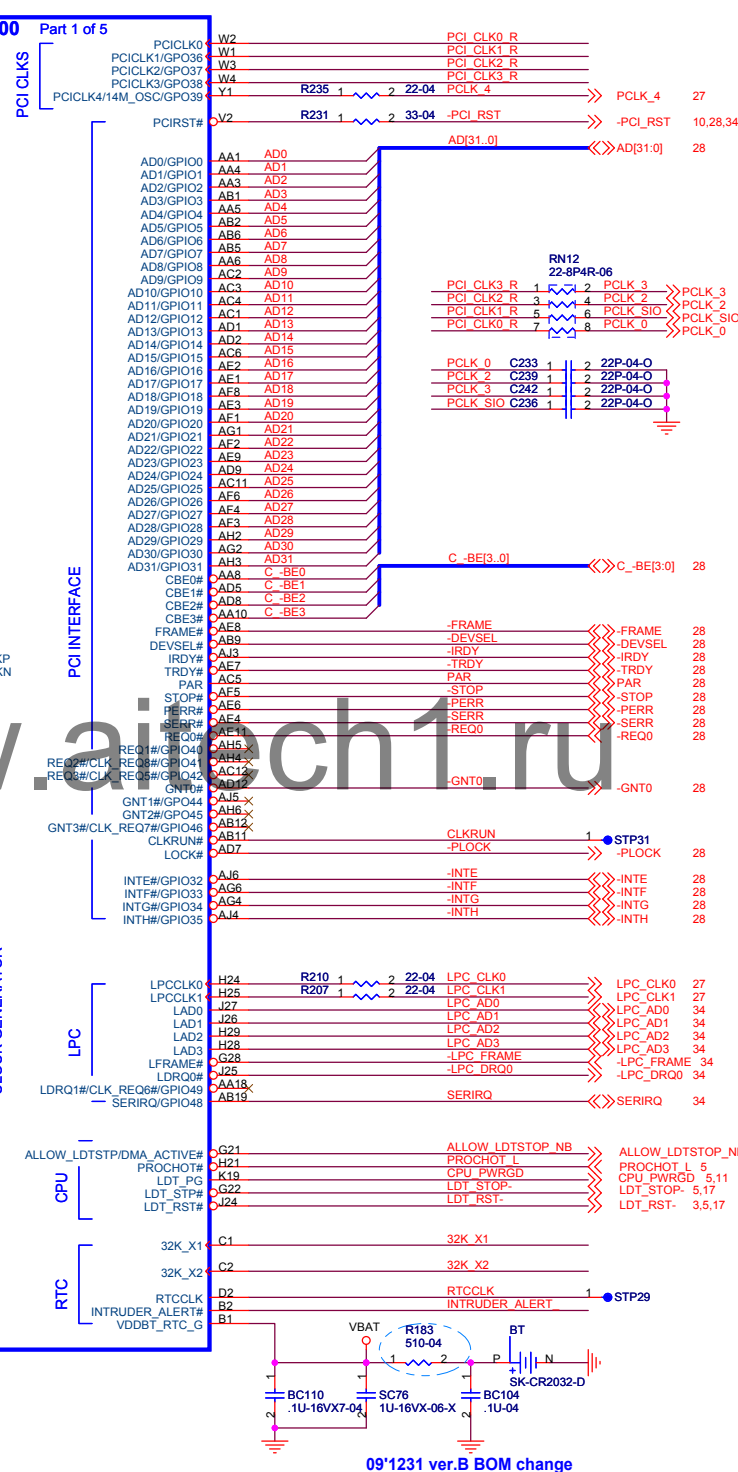 00 Part 1 of 5
PCI CLKS
PCICLK0 W2 PCI_CLK0_R
PCICLK1/GPO36 W1 PCI_CLK1_R
PCICLK2/GPO37 W3 PCI_CLK2_R
PCICLK3/GPO38 W4 PCI_CLK3_R
PCICLK4/14M_OSC/GPO39 Y1 R235 1 2 22-04 PCLK_4 PCLK_4 27
PCIRST# V2 R231 1 2 33-04 -PCI_RST -PCI_RST 10,28,34
AD[31..0] AD[31:0] 28
PCI INTERFACE
AD0/GPIO0 AA1 AD0
AD1/GPIO1 AA4 AD1
AD2/GPIO2 AA3 AD2
AD3/GPIO3 AB1 AD3
AD4/GPIO4 AA5 AD4
AD5/GPIO5 AB2 AD5
AD6/GPIO6 AB6 AD6
AD7/GPIO7 AB5 AD7
AD8/GPIO8 AA6 AD8
AD9/GPIO9 AC2 AD9
AD10/GPIO10 AC3 AD10
AD11/GPIO11 AC4 AD11
AD12/GPIO12 AC1 AD12
AD13/GPIO13 AD1 AD13
AD14/GPIO14 AD2 AD14
AD15/GPIO15 AC6 AD15
AD16/GPIO16 AE2 AD16
AD17/GPIO17 AE1 AD17
AD18/GPIO18 AF8 AD18
AD19/GPIO19 AE3 AD19
AD20/GPIO20 AF1 AD20
AD21/GPIO21 AG1 AD21
AD22/GPIO22 AF2 AD22
AD23/GPIO23 AE9 AD23
AD24/GPIO24 AD9 AD24
AD25/GPIO25 AC11 AD25
AD26/GPIO26 AF6 AD26
AD27/GPIO27 AF4 AD27
AD28/GPIO28 AF3 AD28
AD29/GPIO29 AH2 AD29
AD30/GPIO30 AG2 AD30
AD31/GPIO31 AH3 AD31
RN12
22-8P4R-06
PCI_CLK3_R 1 2 PCLK_3 PCLK_3
PCI_CLK2_R 3 4 PCLK_2 PCLK_2
PCI_CLK1_R 5 6 PCLK_SIO PCLK_SIO
PCI_CLK0_R 7 8 PCLK_0 PCLK_0
PCLK_0 C233 1 2 22P-04-O
PCLK_2 C239 1 2 22P-04-O
PCLK_3 C242 1 2 22P-04-O
PCLK_SIO C236 1 2 22P-04-O
C_-BE[3..0] C_-BE[3:0] 28
CBE0# AA8 C_-BE0
CBE1# AD5 C_-BE1
CBE2# AD8 C_-BE2
CBE3# AA10 C_-BE3
FRAME# AE8 -FRAME -FRAME 28
DEVSEL# AB9 -DEVSEL -DEVSEL 28
IRDY# AJ3 -IRDY -IRDY 28
TRDY# AE7 -TRDY -TRDY 28
PAR AC5 PAR PAR 28
STOP# AF5 -STOP -STOP 28
PERR# AE6 -PERR -PERR 28
SERR# AE4 -SERR -SERR 28
REQ0# AE11 -REQ0 -REQ0 28
REQ1#/GPIO40 AH5
REQ2#/CLK_REQ8#/GPIO41 AH4
REQ3#/CLK_REQ5#/GPIO42 AC12
GNT0# AD12 -GNT0 -GNT0 28
GNT1#/GPO44 AJ5
GNT2#/GPO45 AH6
GNT3#/CLK_REQ7#/GPIO46 AB12
CLKRUN# AB11 CLKRUN 1 STP31
LOCK# AD7 -PLOCK -PLOCK 28
w.aitech1.ru
INTE#/GPIO32 AJ6 -INTE -INTE 28
INTF#/GPIO33 AG6 -INTF -INTF 28
INTG#/GPIO34 AG4 -INTG -INTG 28
INTH#/GPIO35 AJ4 -INTH -INTH 28
LPC
LPCCLK0 H24 R210 1 2 22-04 LPC_CLK0 LPC_CLK0 27
LPCCLK1 H25 R207 1 2 22-04 LPC_CLK1 LPC_CLK1 27
LAD0 J27 LPC_AD0 LPC_AD0 34
LAD1 J26 LPC_AD1 LPC_AD1 34
LAD2 H29 LPC_AD2 LPC_AD2 34
LAD3 H28 LPC_AD3 LPC_AD3 34
LFRAME# G28 -LPC_FRAME -LPC_FRAME 34
LDRQ0# J25 -LPC_DRQ0 -LPC_DRQ0 34
LDRQ1#/CLK_REQ6#/GPIO49 AA18
SERIRQ/GPIO48 AB19 SERIRQ SERIRQ 34
CPU
ALLOW_LDTSTP/DMA_ACTIVE# G21 ALLOW_LDTSTOP_NB ALLOW_LDTSTOP_N
PROCHOT# H21 PROCHOT_L PROCHOT_L 5
LDT_PG K19 CPU_PWRGD CPU_PWRGD 5,11
LDT_STP# G22 LDT_STOP- LDT_STOP- 5,17
LDT_RST# J24 LDT_RST- LDT_RST- 3,5,17
RTC
32K_X1 C1 32K_X1
32K_X2 C2 32K_X2
RTCCLK D2 RTCCLK 1 STP29
INTRUDER_ALERT# B2 INTRUDER_ALERT_
VDDBT_RTC_G B1
VBAT R183 BT
510-04
1 2 P + N
SK-CR2032-D
1 BC110 2 .1U-16VX7-04
1 SC76 2 1U-16VX-06-X
1 BC104 2 .1U-04
09'1231 ver.B BOM change